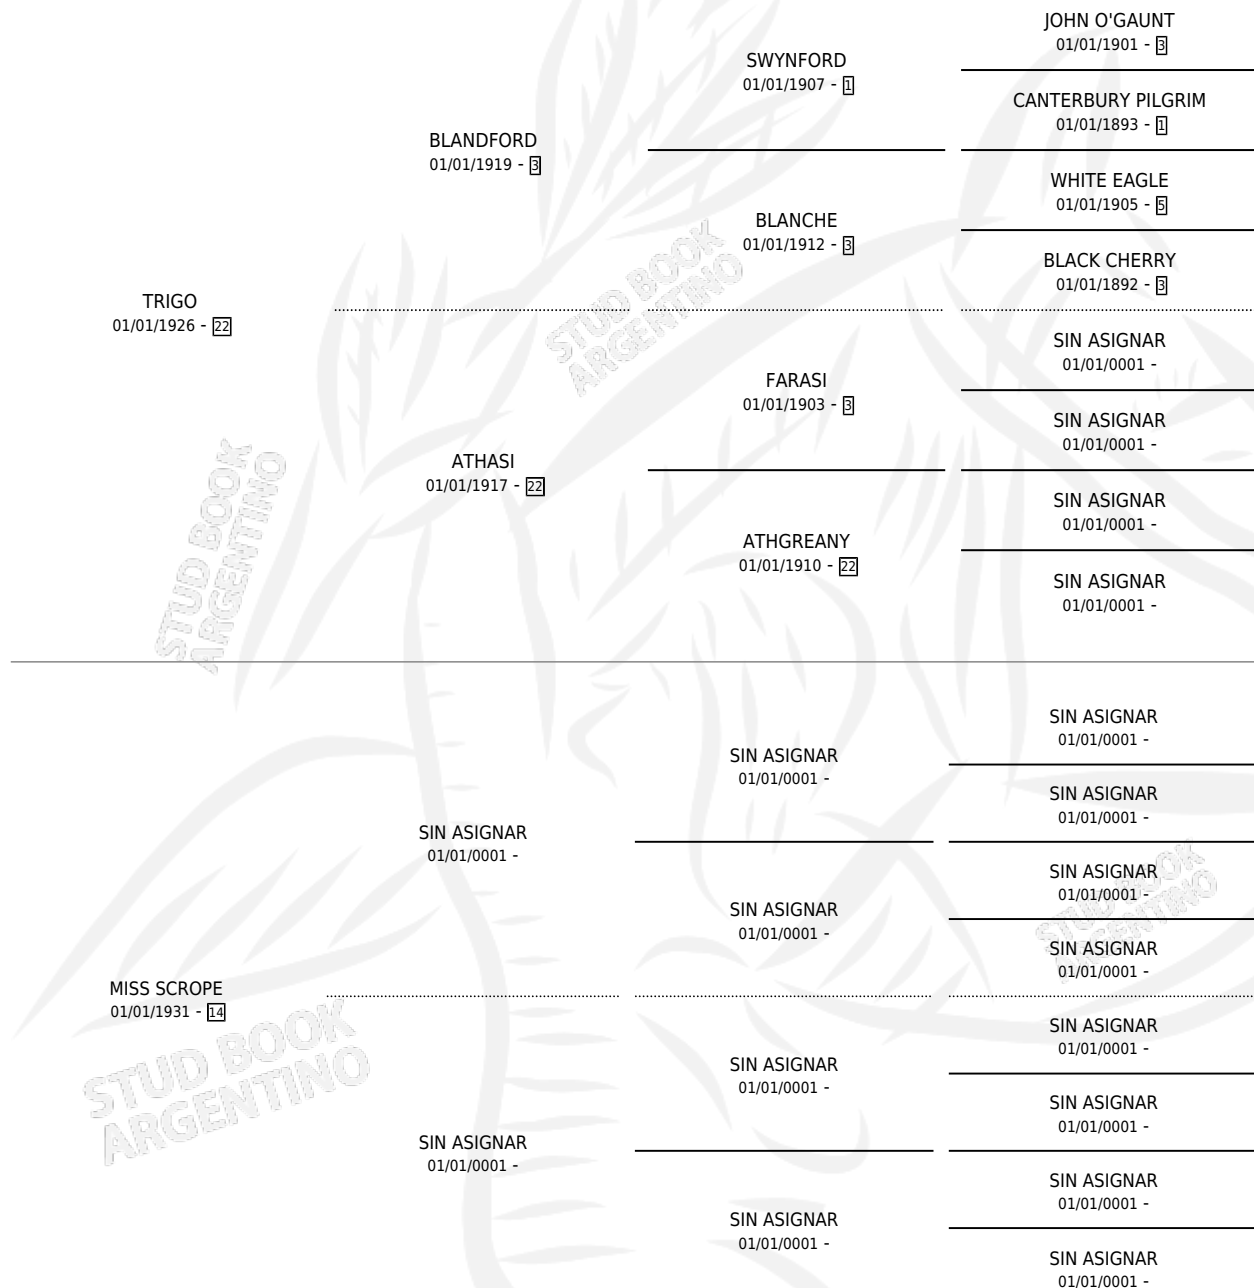 JOHN O'GAUNT
01/01/1901 - 3
SWYNFORD
01/01/1907 - 1
CANTERBURY PILGRIM
01/01/1893 - 1
BLANDFORD
01/01/1919 - 3
WHITE EAGLE
01/01/1905 - 5
BLANCHE
01/01/1912 - 3
BLACK CHERRY
01/01/1892 - 3
TRIGO
01/01/1926 - 22
STUD BOOK
ARGENTINO
SIN ASIGNAR
01/01/0001 -
FARASI
01/01/1903 - 3
SIN ASIGNAR
01/01/0001 -
ATHASI
01/01/1917 - 22
SIN ASIGNAR
01/01/0001 -
ATHGREANY
01/01/1910 - 22
SIN ASIGNAR
01/01/0001 -
STUD BOOK
ARGENTINO
SIN ASIGNAR
01/01/0001 -
SIN ASIGNAR
01/01/0001 -
SIN ASIGNAR
01/01/0001 -
SIN ASIGNAR
01/01/0001 -
SIN ASIGNAR
01/01/0001 -
SIN ASIGNAR
01/01/0001 -
SIN ASIGNAR
01/01/0001 -
STUD BOOK
ARGENTINO
MISS SCROPE
01/01/1931 - 14
STUD BOOK
ARGENTINO
SIN ASIGNAR
01/01/0001 -
SIN ASIGNAR
01/01/0001 -
SIN ASIGNAR
01/01/0001 -
SIN ASIGNAR
01/01/0001 -
SIN ASIGNAR
01/01/0001 -
SIN ASIGNAR
01/01/0001 -
SIN ASIGNAR
01/01/0001 -